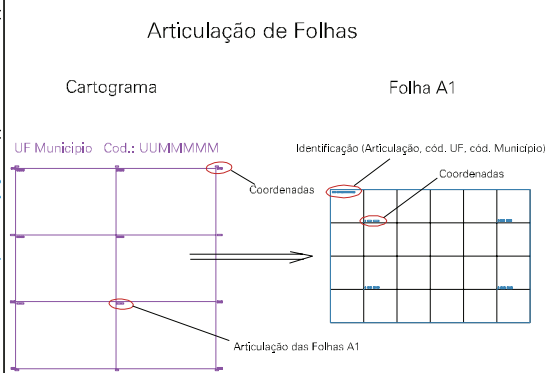 Articulação de Folhas
Cartograma
Folha A1
UF Municipio Cod.: UUMMMMM
Identificação (Articulação, cód. UF, cód. Município)
Coordenadas
Coordenadas
Articulação das Folhas A1